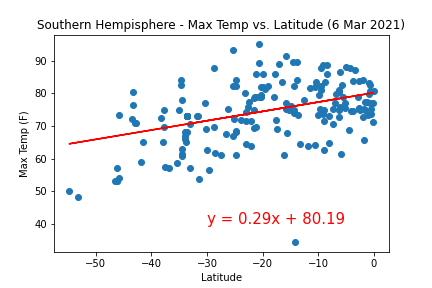 Southern Hempisphere - Max Temp vs. Latitude (6 Mar 2021)
Max Temp (F)
90
80
70
60
50
40
y = 0.29x + 80.19
−50 −40 −30 −20 −10 0
Latitude